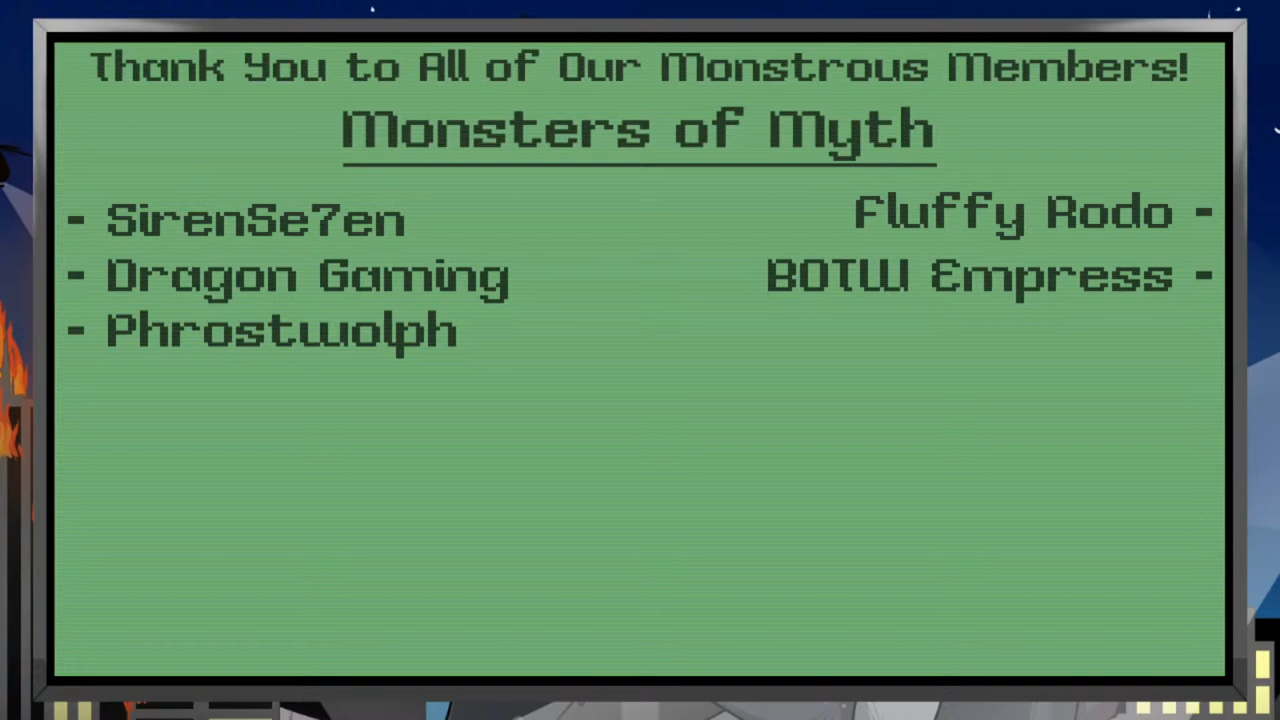 Thank You to All of Our Monstrous Members!
Monsters of Myth
- SirenSe7en
Fluffy Rodo -
- Dragon Gaming
BOTW Empress -
- Phrostwolph